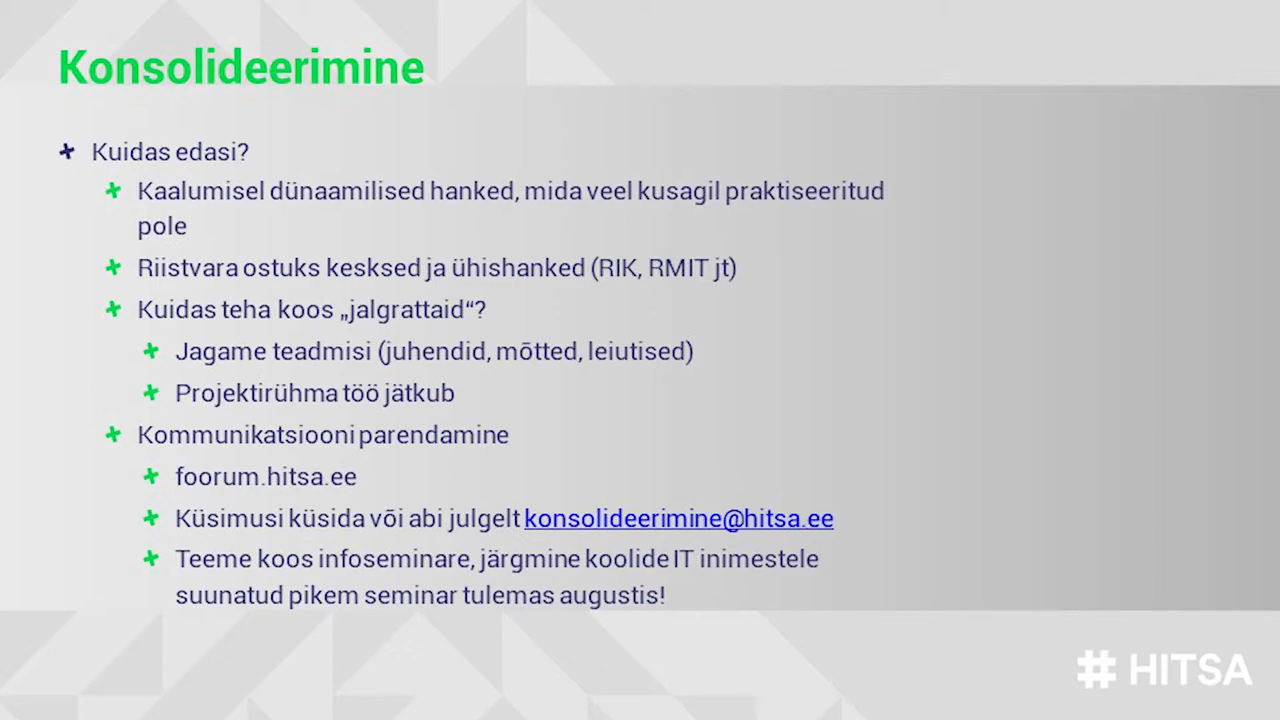 Konsolideerimine
Kuidas edasi?
Kaalumisel dünaamilised hanked, mida veel kusagil praktiseeritud
pole
Riistvara ostuks kesksed ja ühishanked (RIK, RMIT jt)
Kuidas teha koos „jalgrattaid“?
Jagame teadmisi (juhendid, mõtted, leiutised)
Projektirühma töö jätkub
Kommunikatsiooni parendamine
foorum.hitsa.ee
Küsimusi küsida või abi julgelt konsolideerimine@hitsa.ee
Teeme koos infoseminare, järgmine koolide IT inimestele
suunatud pikem seminar tulemas augustis!
# HITSA